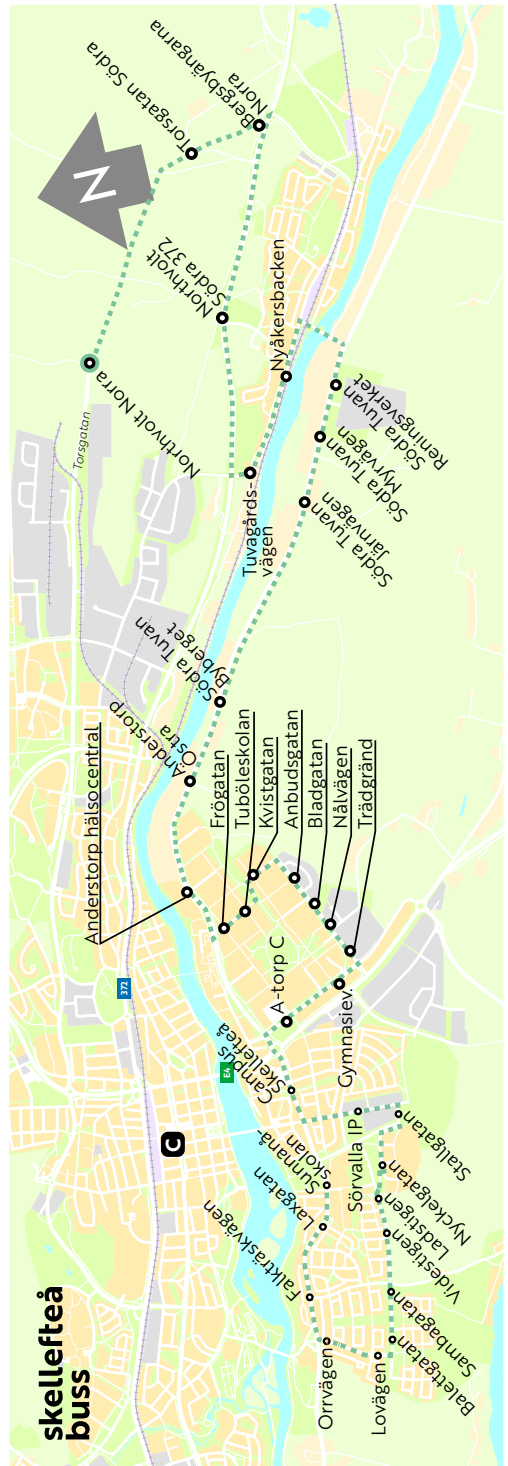 skellefteå
buss
N
Bergsbyängarna
Norra
Torsgatan Södra
Northvolt
Södra 372
Northvolt Norra
Torsgatan
Nyåkersbacken
Tuvagårds-
vägen
Södra Tuvan
Reningsverket
Södra Tuvan
Myrvägen
Södra Tuvan
Järnvägen
Södra Tuvan
Byberget
Anderstorp
Östra
Anderstorp hälsocentral
Frögatan
Tuböleskolan
Kvistgatan
Anbudsgatan
Bladgatan
Nålvägen
Trädgränd
Gymnasiev.
A-torp C
372
E4
C
Campus
Skellefteå
Sörvalla IP
Stallgatan
Nyckelgatan
Ladstigen
Videstigen
Sambagatan
Balettgatan
Lovägen
Orrvägen
Falkträskvägen
Laxgatan
Sunnanå-
skolan